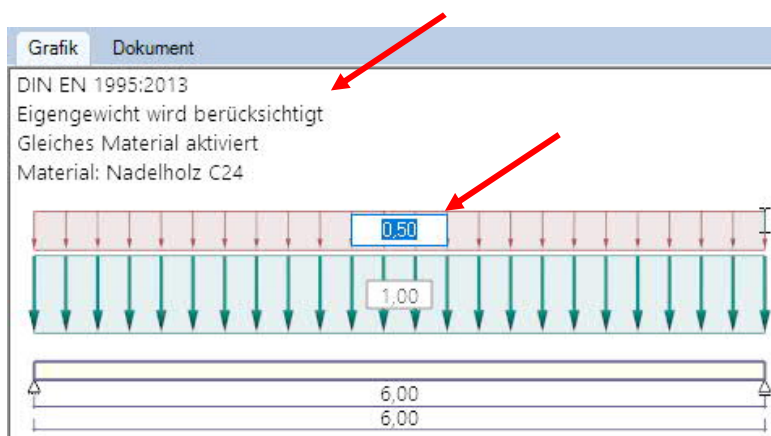 Grafik Dokument
DIN EN 1995:2013
Eigengewicht wird berücksichtigt
Gleiches Material aktiviert
Material: Nadelholz C24
0,50
1,00
6,00
6,00